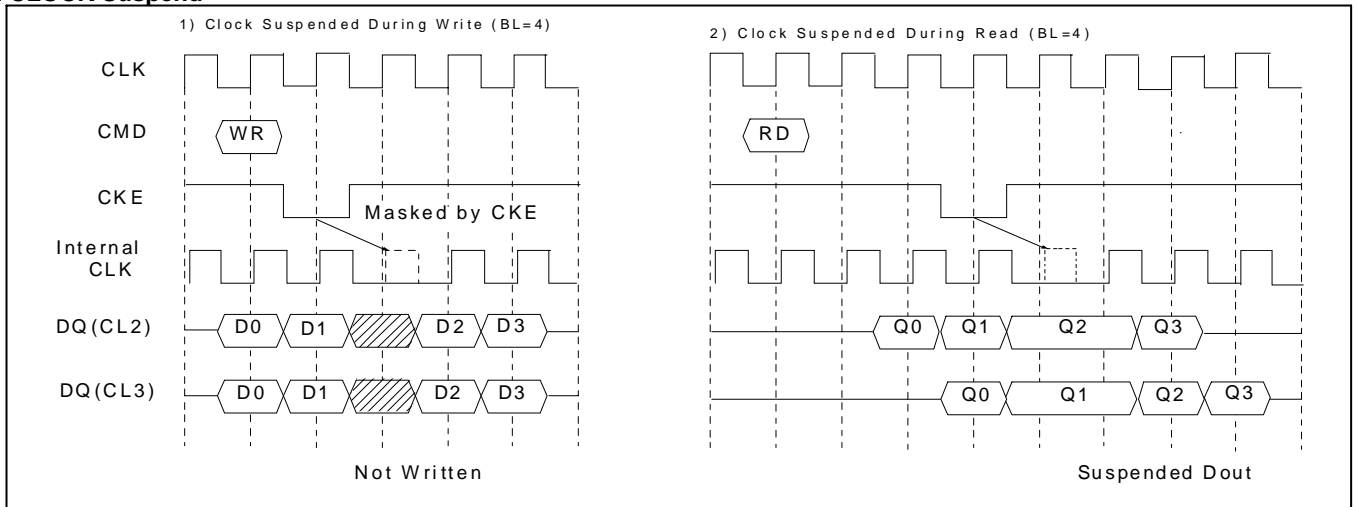 1) Clock Suspended During Write (BL=4)
2) Clock Suspended During Read (BL=4)
CLK
CMD
WR
RD
CKE
Masked by CKE
Internal
CLK
DQ(CL2)
D0
D1
D2
D3
Q0
Q1
Q2
Q3
DQ(CL3)
D0
D1
D2
D3
Q0
Q1
Q2
Q3
Not Written
Suspended Dout